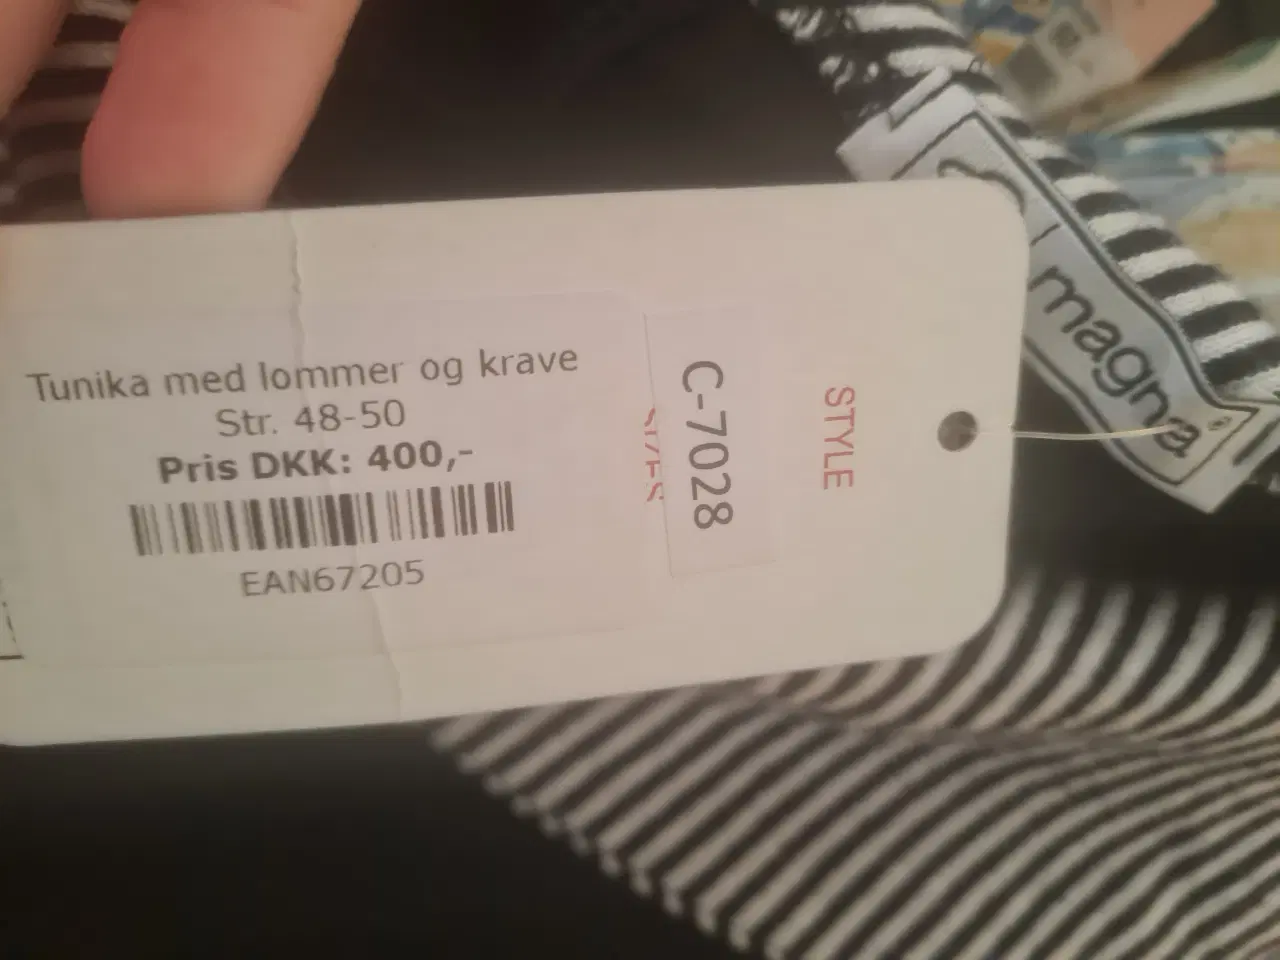 Tunika med lommer og krave
Str. 48-50
Pris DKK: 400,-
EAN67205
C-7028
STYLE
magna®